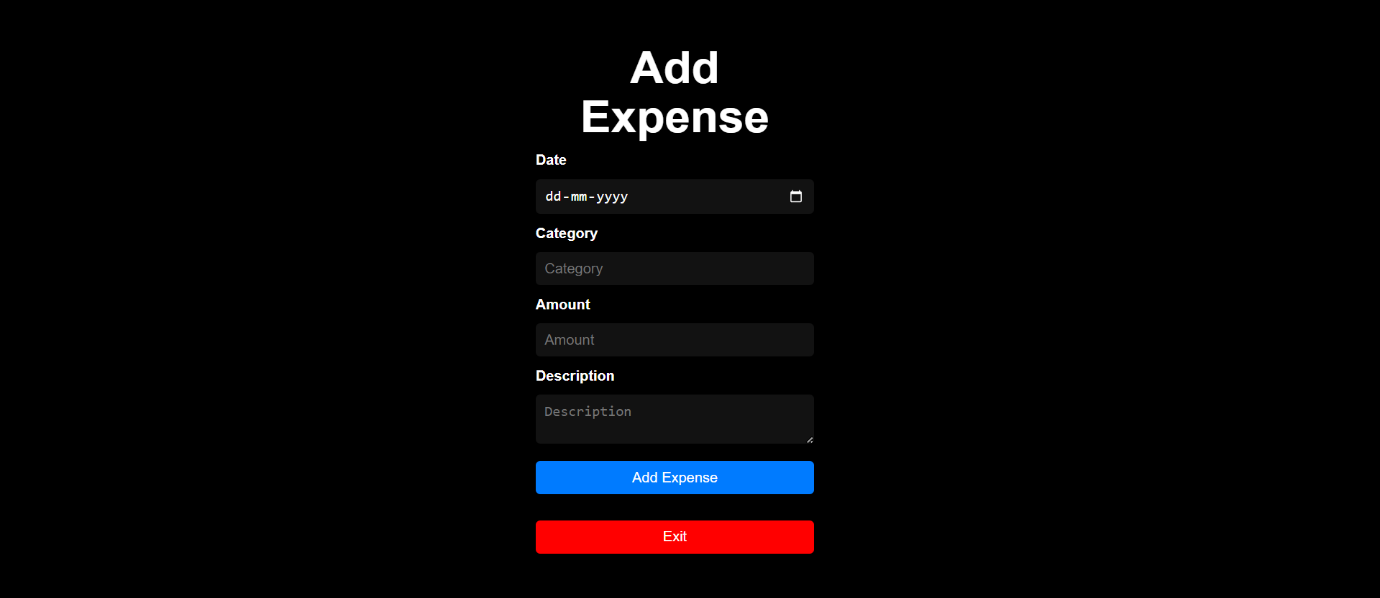 Add
Expense
Date
dd-mm-yyyy
Category
Category
Amount
Amount
Description
Description
Add Expense
Exit